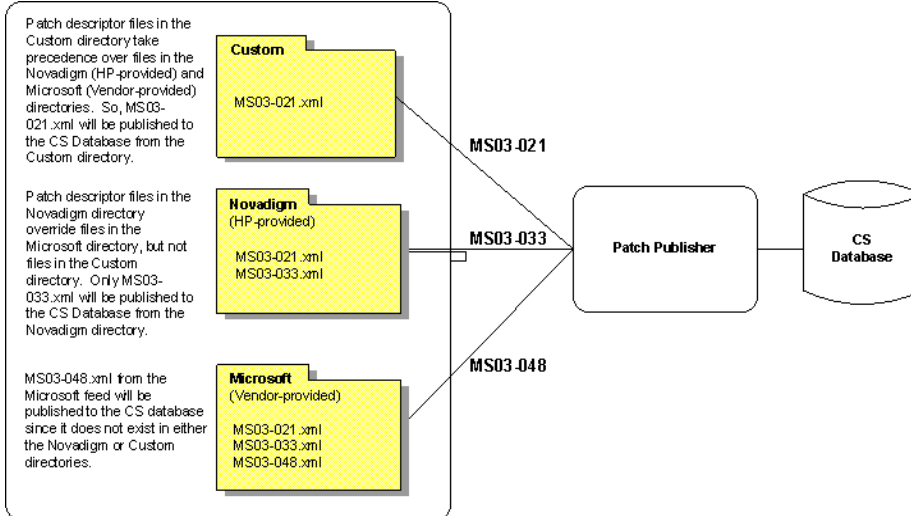 Patch descriptor files in the
Custom directory take
precedence over files in the
Novadigm (HP-provided) and
Microsoft (Vendor-provided)
directories. So, MS03-
021.xml will be published to
the CS Database from the
Custom directory.
Custom
MS03-021.xml
MS03-021
Patch descriptor files in the
Novadigm directory
override files in the
Microsoft directory, but not
files in the Custom
directory. Only MS03-
033.xml will be published to
the CS Database from the
Novadigm directory.
Novadigm
(HP-provided)
MS03-021.xml
MS03-033.xml
MS03-033
Patch Publisher
CS
Database
MS03-048.xml from the
Microsoft feed will be
published to the CS database
since it does not exist in either
the Novadigm or Custom
directories.
Microsoft
(Vendor-provided)
MS03-021.xml
MS03-033.xml
MS03-048.xml
MS03-048